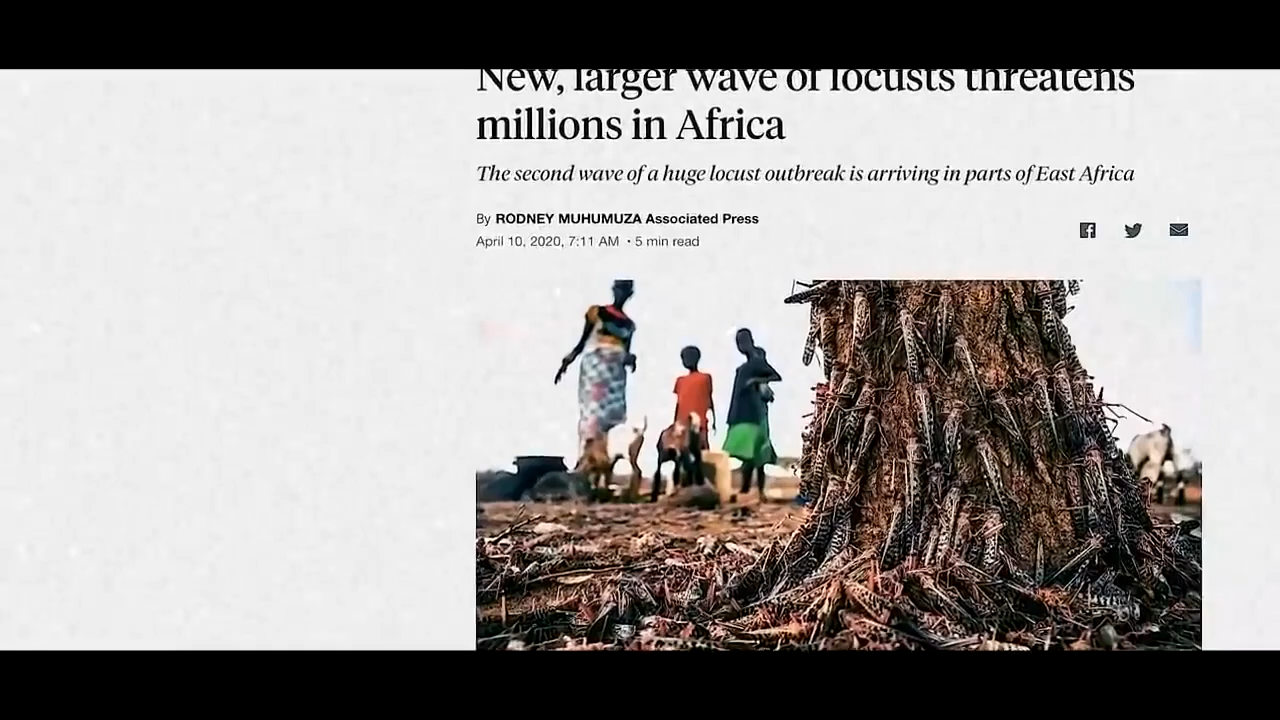 New, larger wave of locusts threatens
millions in Africa
The second wave of a huge locust outbreak is arriving in parts of East Africa
By RODNEY MUHUMUZA Associated Press
April 10, 2020, 7:11 AM • 5 min read